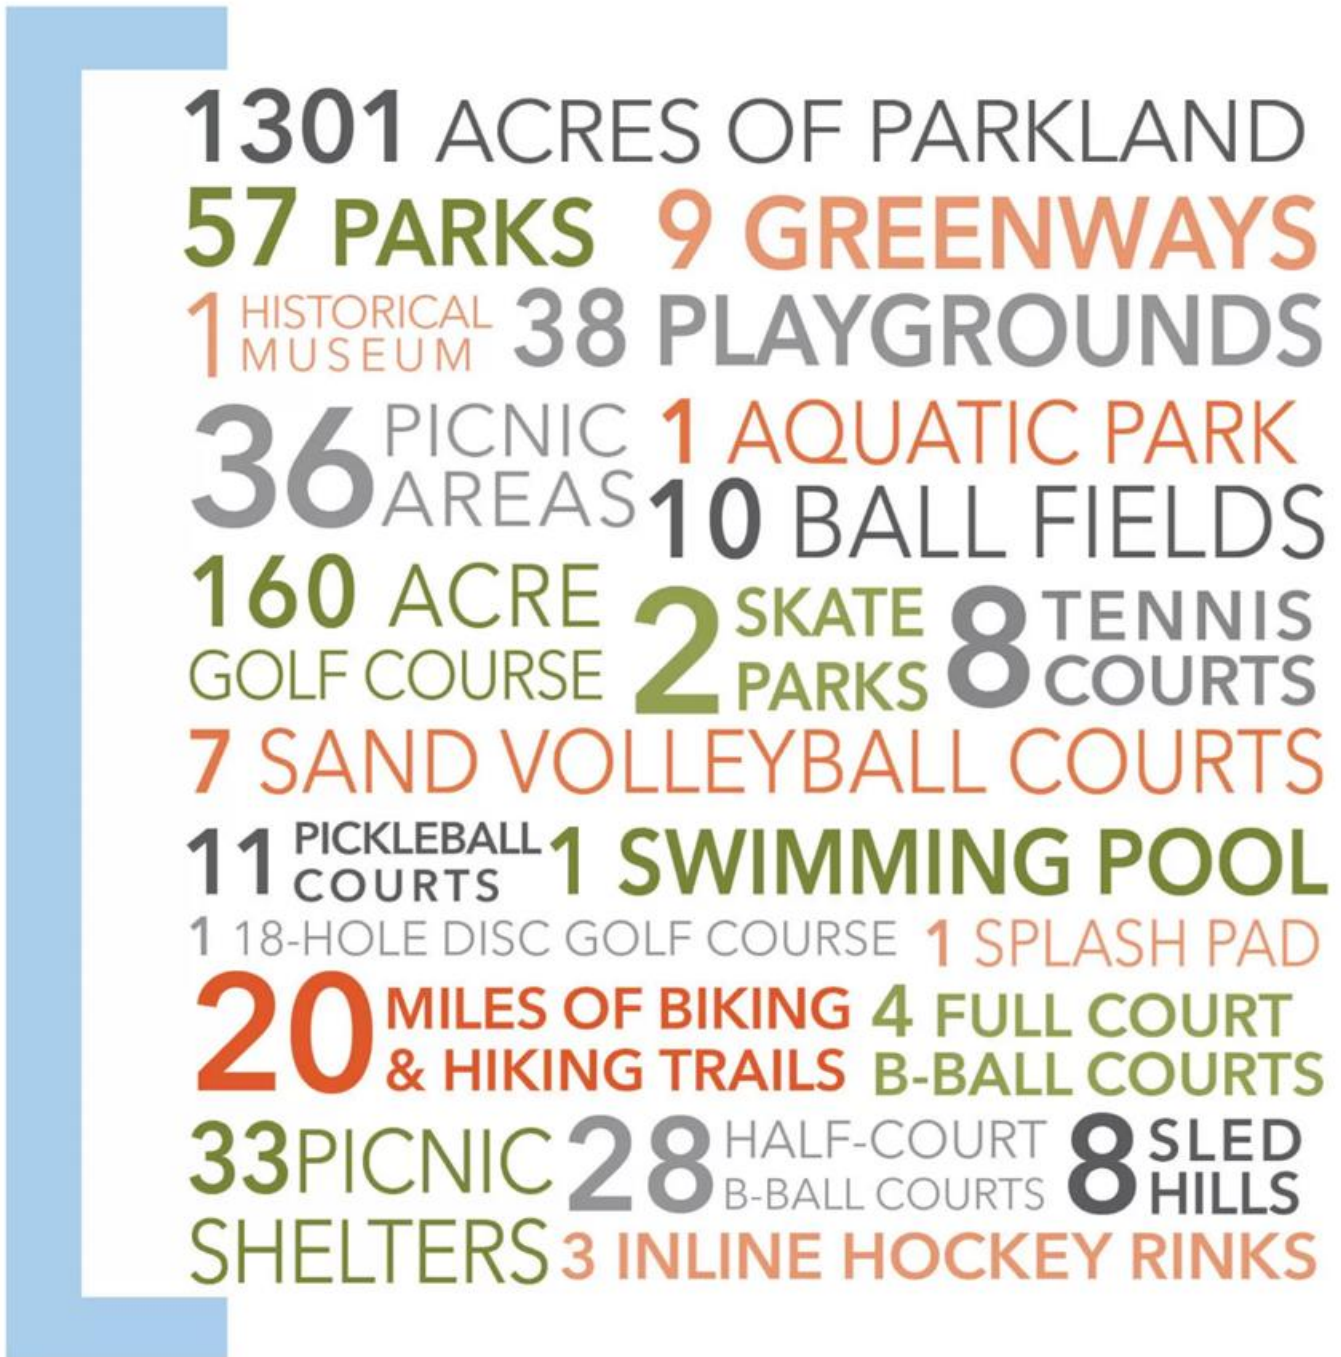 1301 ACRES OF PARKLAND
57 PARKS 9 GREENWAYS
1 HISTORICAL MUSEUM 38 PLAYGROUNDS
36 PICNIC AREAS 1 AQUATIC PARK
10 BALL FIELDS
160 ACRE
GOLF COURSE
2 SKATE PARKS
8 TENNIS COURTS
7 SAND VOLLEYBALL COURTS
11 PICKLEBALL COURTS 1 SWIMMING POOL
1 18-HOLE DISC GOLF COURSE 1 SPLASH PAD
20 MILES OF BIKING & HIKING TRAILS
4 FULL COURT
B-BALL COURTS
33 PICNIC
SHELTERS
28 HALF-COURT B-BALL COURTS
8 SLED HILLS
3 INLINE HOCKEY RINKS